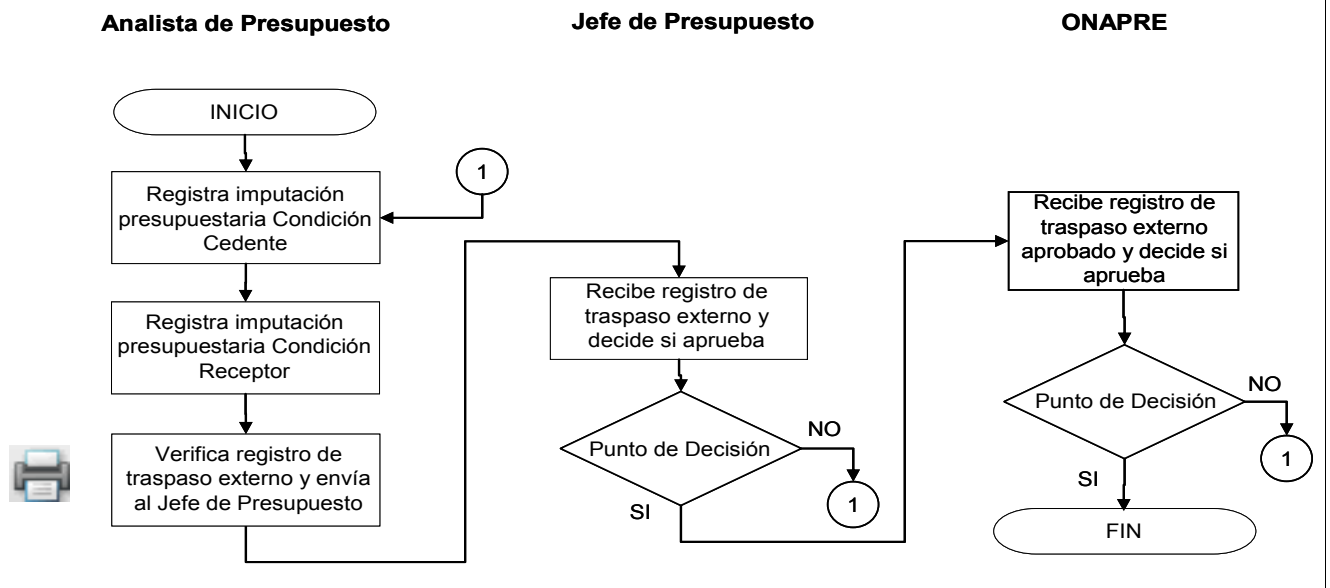 Analista de Presupuesto
Jefe de Presupuesto
ONAPRE
INICIO
1
Registra imputación
presupuestaria Condición
Cedente
Registra imputación
presupuestaria Condición
Receptor
Verifica registro de
traspaso externo y envía
al Jefe de Presupuesto
Recibe registro de
traspaso externo y
decide si aprueba
Punto de Decisión
NO
1
SI
Recibe registro de
traspaso externo
aprobado y decide si
aprueba
Punto de Decisión
NO
1
SI
FIN